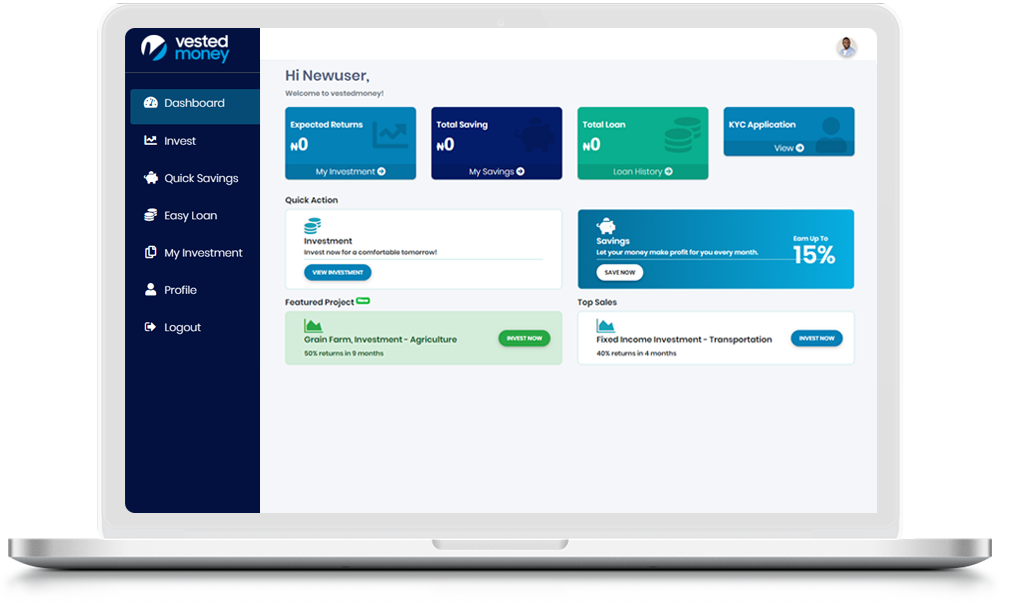 vested
money
Dashboard
Invest
Quick Savings
Easy Loan
My Investment
Profile
Logout
Hi Newuser,
Welcome to vestedmoney!
Expected Returns
₦0
My Investment
Total Saving
₦0
My Savings
Total Loan
₦0
Loan History
KYC Application
View
Quick Action
Investment
Invest now for a comfortable tomorrow!
VIEW INVESTMENT
Savings
Let your money make profit for you every month.
SAVE NOW
Earn Up To
15%
Featured Project New
Grain Farm, Investment - Agriculture
50% returns in 9 months
INVEST NOW
Top Sales
Fixed Income Investment - Transportation
40% returns in 4 months
INVEST NOW